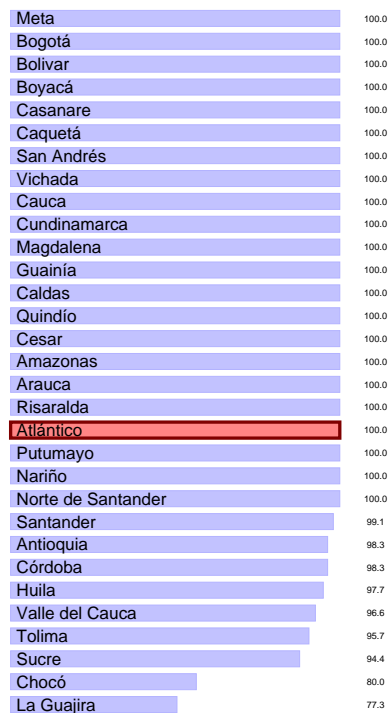 Meta 100.0
Bogotá 100.0
Bolivar 100.0
Boyacá 100.0
Casanare 100.0
Caquetá 100.0
San Andrés 100.0
Vichada 100.0
Cauca 100.0
Cundinamarca 100.0
Magdalena 100.0
Guainía 100.0
Caldas 100.0
Quindío 100.0
Cesar 100.0
Amazonas 100.0
Arauca 100.0
Risaralda 100.0
Atlántico 100.0
Putumayo 100.0
Nariño 100.0
Norte de Santander 100.0
Santander 99.1
Antioquia 98.3
Córdoba 98.3
Huila 97.7
Valle del Cauca 96.6
Tolima 95.7
Sucre 94.4
Chocó 80.0
La Guajira 77.3